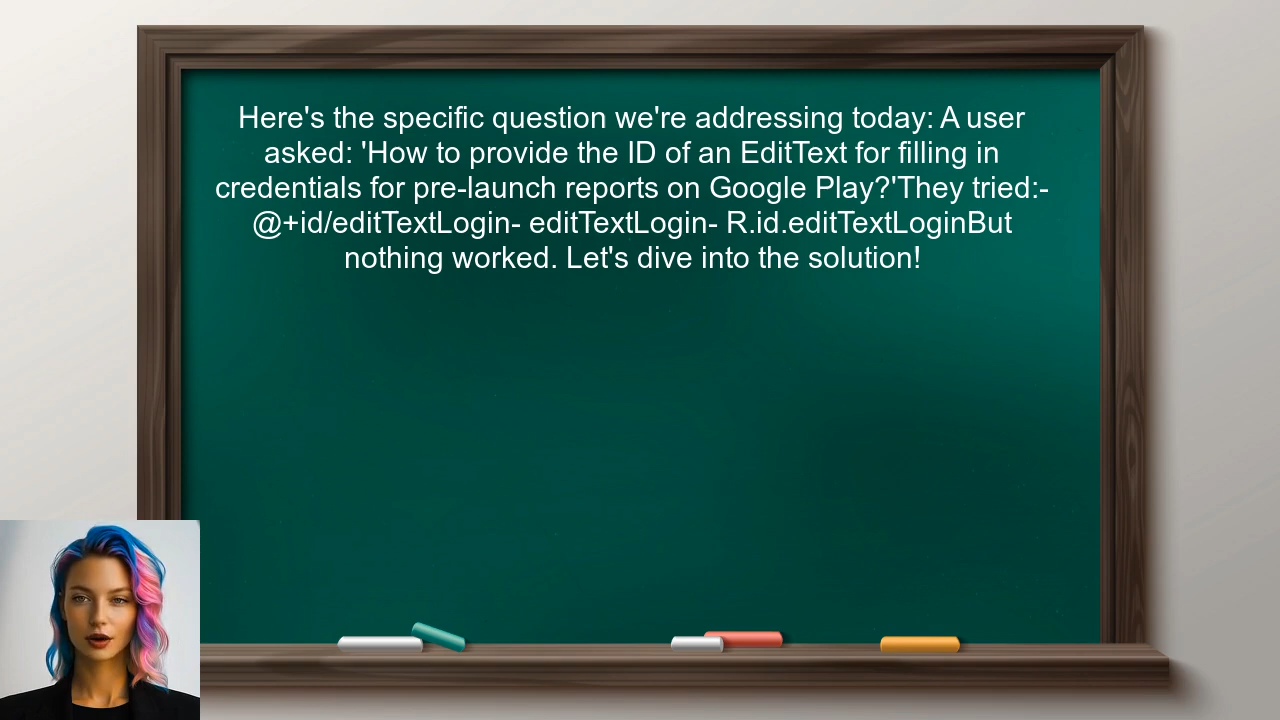 Here's the specific question we're addressing today: A user
asked: 'How to provide the ID of an EditText for filling in
credentials for pre-launch reports on Google Play?'They tried:-
@+id/editTextLogin- editTextLogin- R.id.editTextLoginBut
nothing worked. Let's dive into the solution!